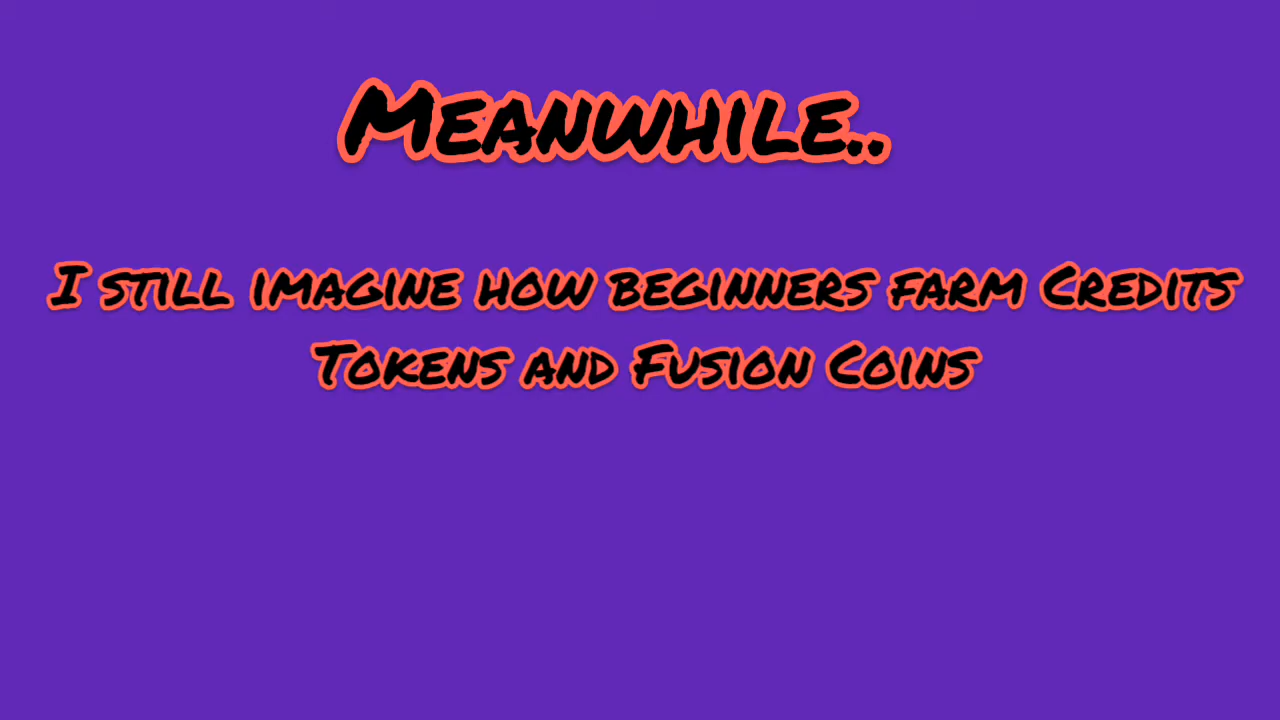 Meanwhile..
I still imagine how beginners farm Credits
Tokens and Fusion Coins